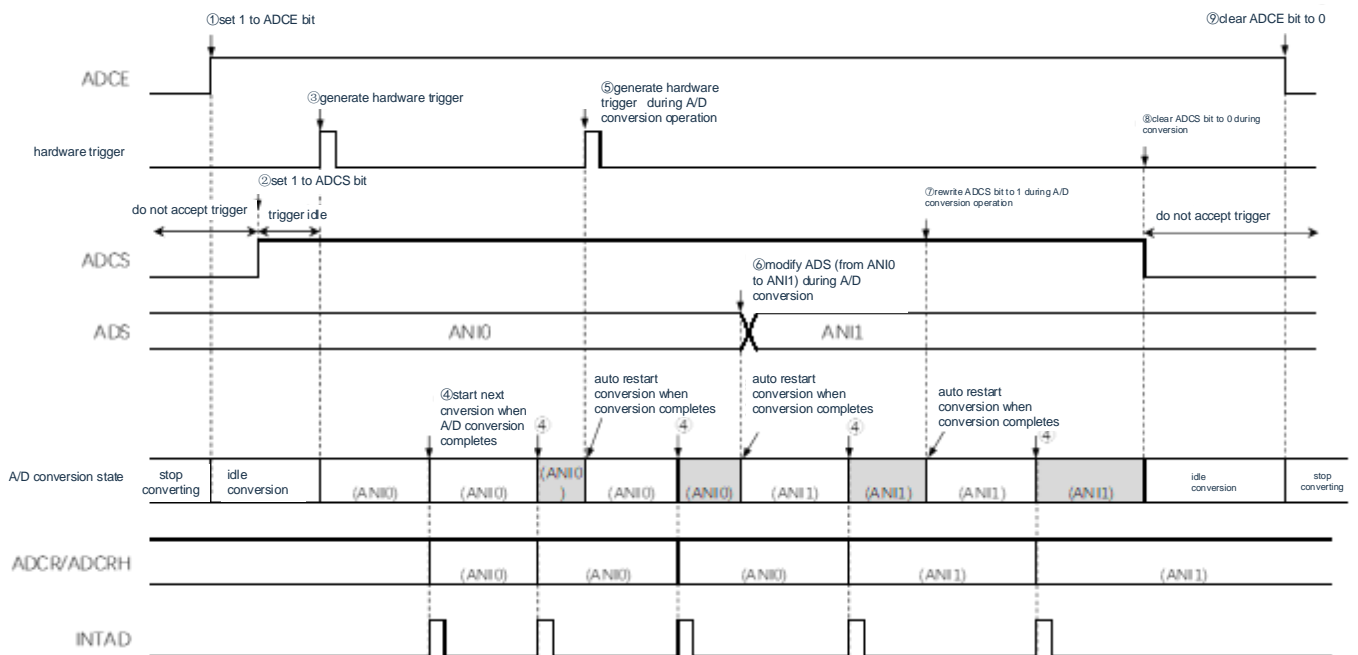 ①set 1 to ADCE bit
⑨clear ADCE bit to 0
ADCE
③generate hardware trigger
⑤generate hardware
trigger during A/D
conversion operation
⑧clear ADCS bit to 0 during
conversion
hardware trigger
②set 1 to ADCS bit
⑦rewrite ADCS bit to 1 during A/D
conversion operation
do not accept trigger
trigger idle
do not accept trigger
ADCS
⑥modify ADS (from ANI0
to ANI1) during A/D
conversion
ADS
ANI0
ANI1
④start next
cnversion when
A/D conversion
completes
④
auto restart
conversion when
conversion completes
④
auto restart
conversion when
conversion completes
④
auto restart
conversion when
conversion completes
④
A/D conversion state
stop
converting
idle
conversion
(ANI0)
(ANI0)
(ANI0
)
(ANI0)
(ANI0)
(ANI1)
(ANI1)
(ANI1)
(ANI1)
idle
conversion
stop
converting
ADCR/ADCRH
(ANI0)
(ANI0)
(ANI0)
(ANI1)
(ANI1)
INTAD